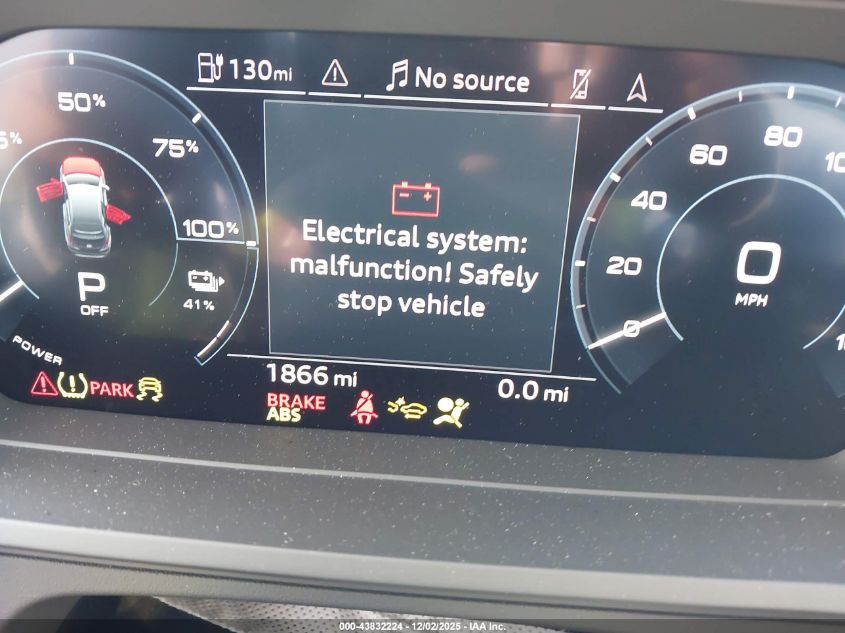 130mi
No source
50%
5%
75%
100%
P
OFF
41%
POWER
Electrical system:
malfunction! Safely
stop vehicle
80
60
40
20
0
0
MPH
1866 mi
0.0 mi
PARK
BRAKE
ABS
000-43832224 - 12/02/2025 - IAA Inc.